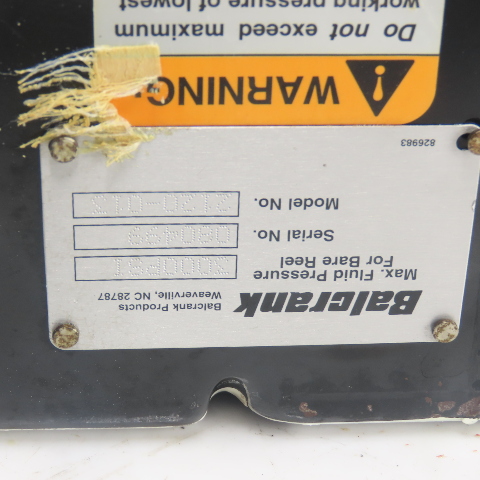 Balcrank
Balcrank Products
Weaverville, NC 28787
Max. Fluid Pressure
For Bare Reel
Serial No.
Model No.
826983
WARNING:
Do not exceed maximum
working pressure of lowest